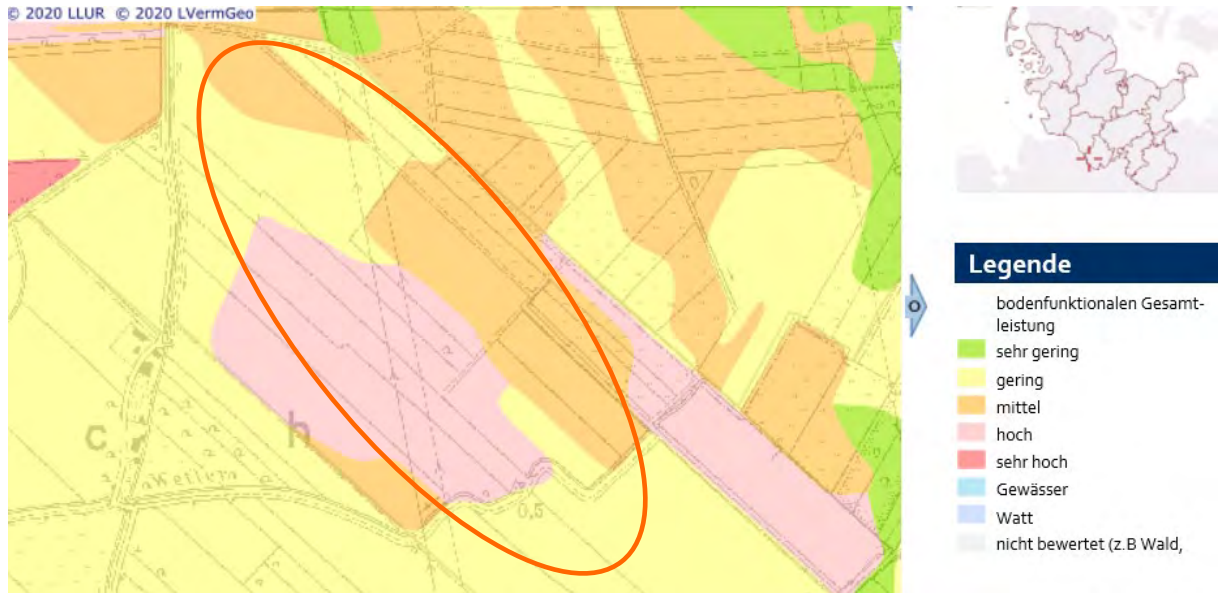 © 2020 LLUR © 2020 LVermGeo
c
h
Wettern
0,5
O
Legende
bodenfunktionalen Gesamt-
leistung
sehr gering
gering
mittel
hoch
sehr hoch
Gewässer
Watt
nicht bewertet (z.B Wald,